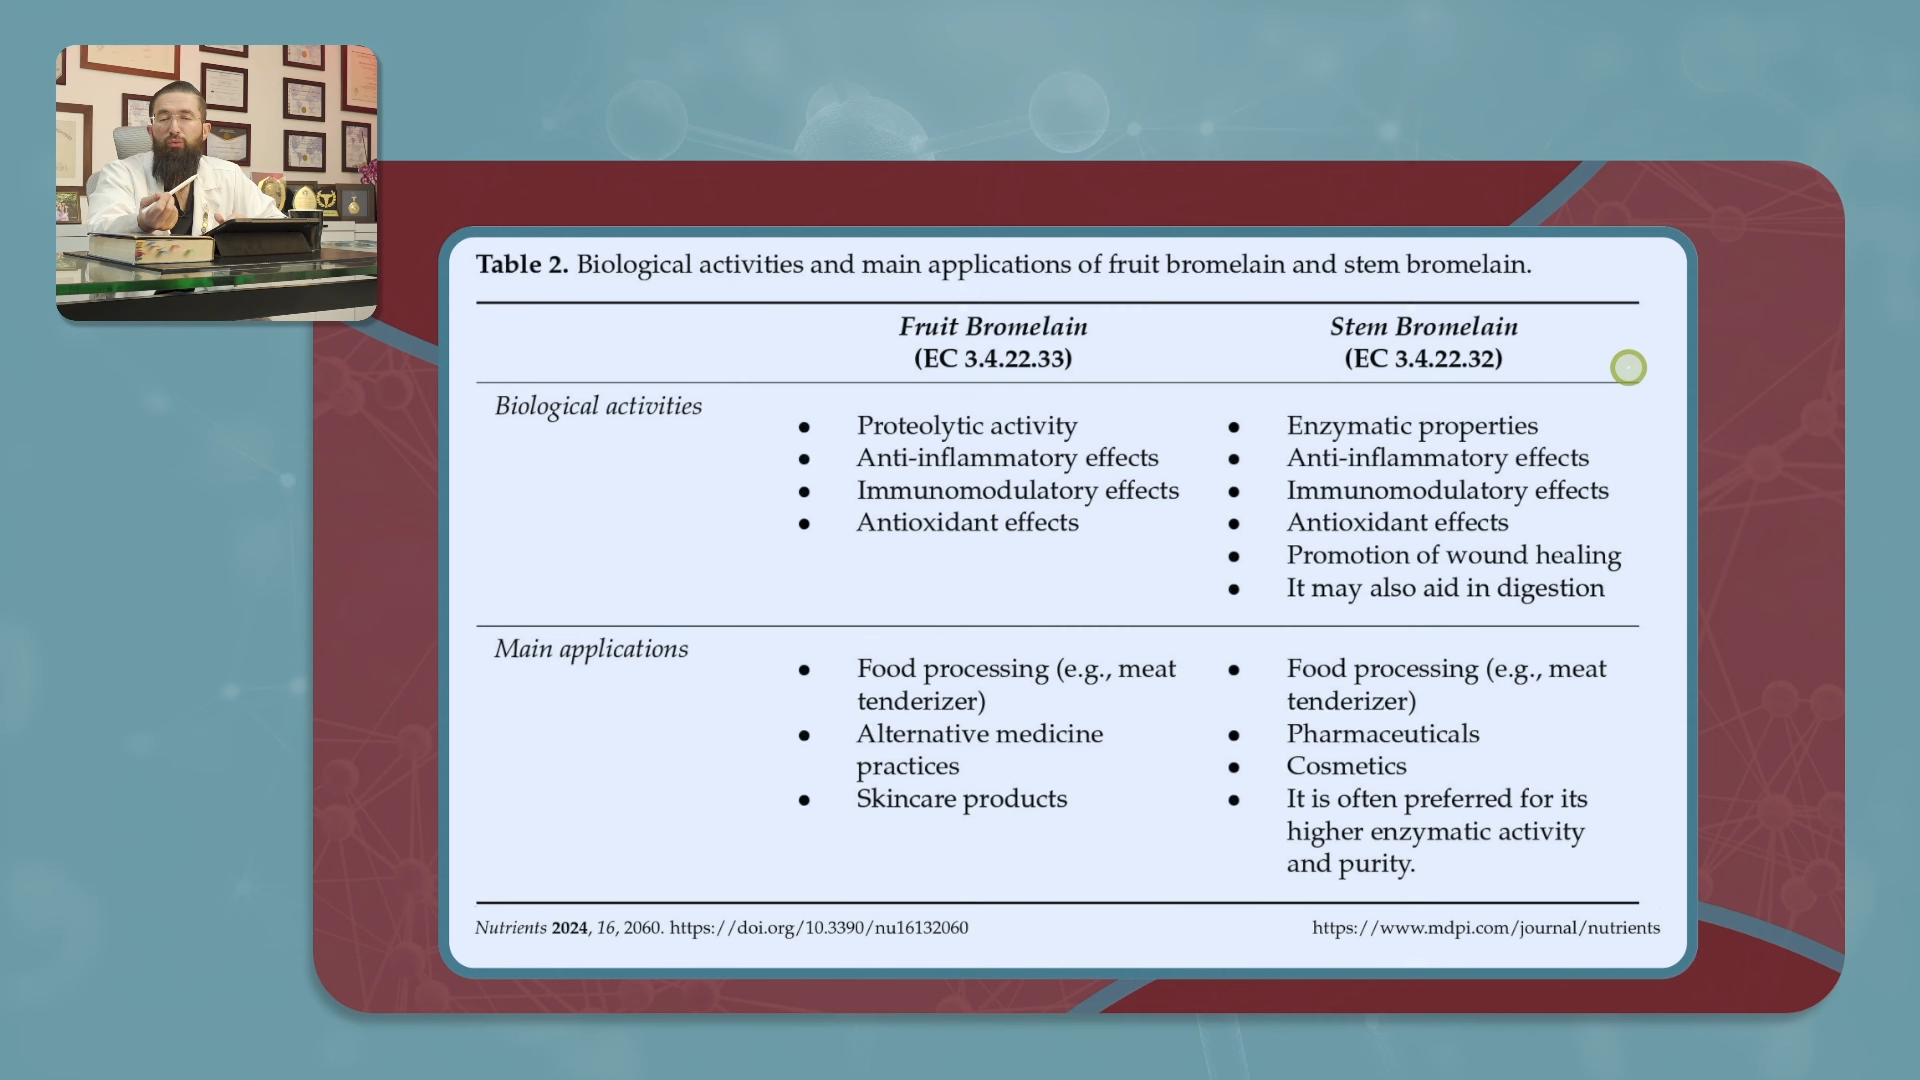 Table 2. Biological activities and main applications of fruit bromelain and stem bromelain.
Fruit Bromelain
(EC 3.4.22.33)
Stem Bromelain
(EC 3.4.22.32)
Biological activities
● Proteolytic activity
● Anti-inflammatory effects
● Immunomodulatory effects
● Antioxidant effects
● Enzymatic properties
● Anti-inflammatory effects
● Immunomodulatory effects
● Antioxidant effects
● Promotion of wound healing
● It may also aid in digestion
Main applications
● Food processing (e.g., meat
tenderizer)
● Alternative medicine
practices
● Skincare products
● Food processing (e.g., meat
tenderizer)
● Pharmaceuticals
● Cosmetics
● It is often preferred for its
higher enzymatic activity
and purity.
Nutrients 2024, 16, 2060. https://doi.org/10.3390/nu16132060
https://www.mdpi.com/journal/nutrients